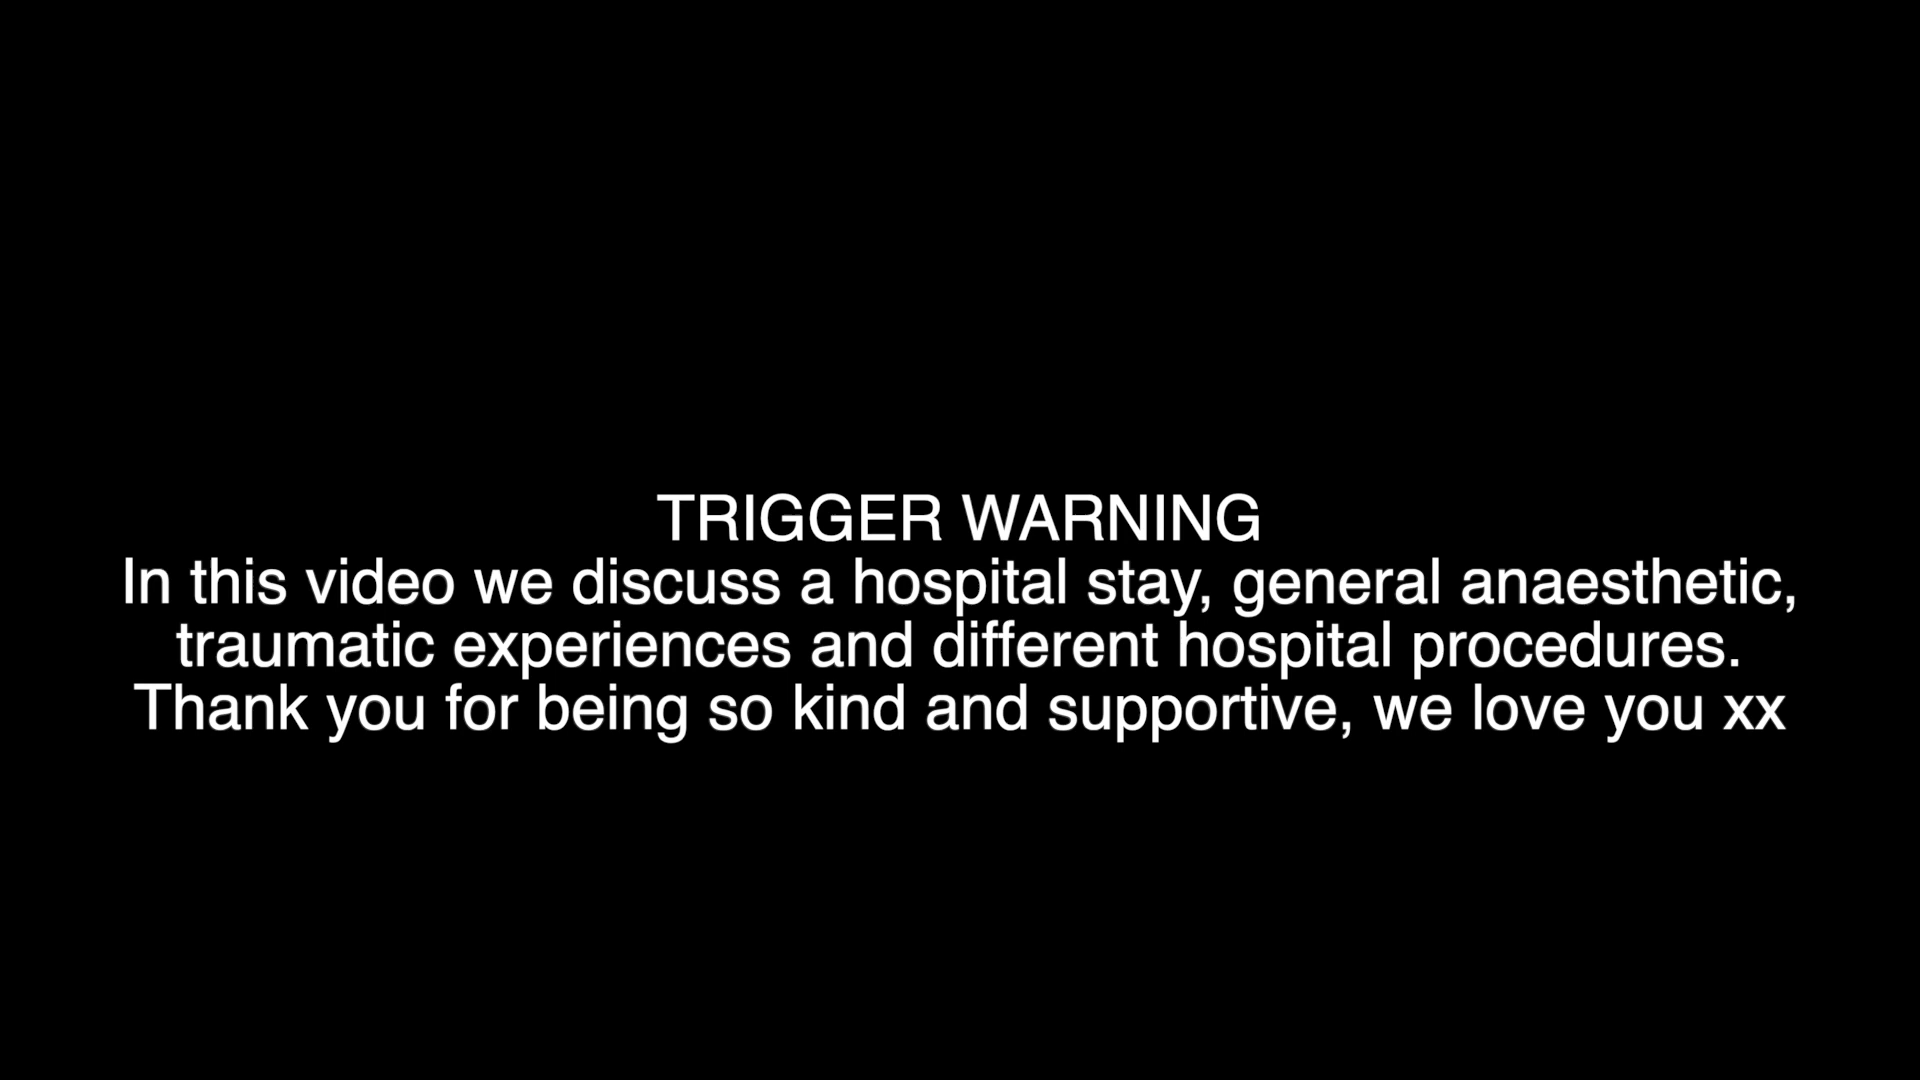 TRIGGER WARNING
In this video we discuss a hospital stay, general anaesthetic,
traumatic experiences and different hospital procedures.
Thank you for being so kind and supportive, we love you xx